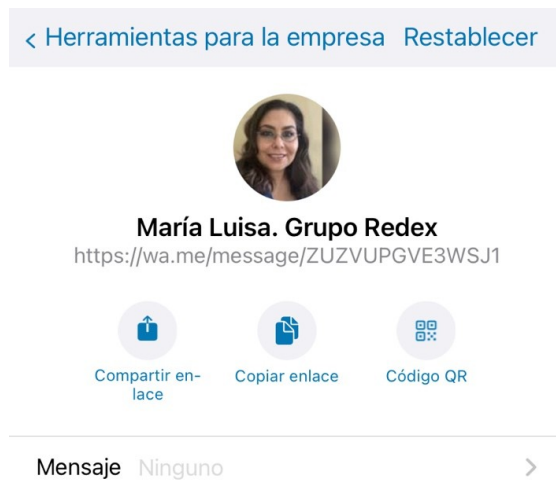 Herramientas para la empresa Restablecer
María Luisa. Grupo Redex
https://wa.me/message/ZUZVUPGVE3WSJ1
Compartir en-
lace
Copiar enlace
Código QR
Mensaje Ninguno